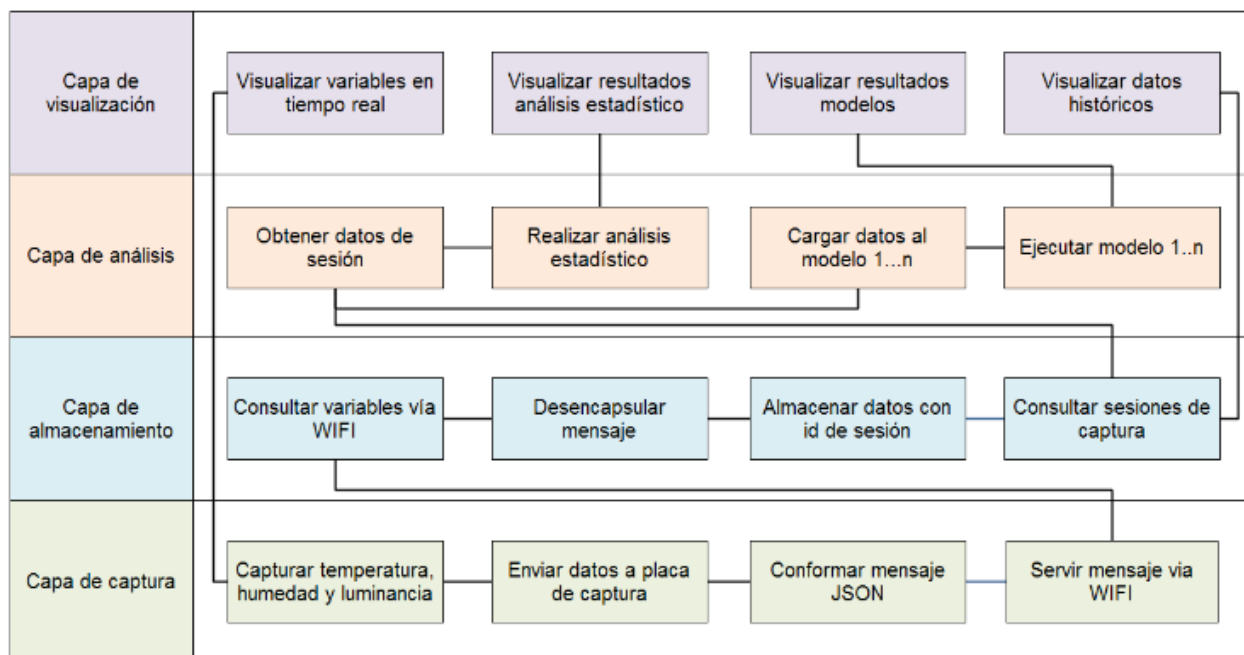 Capa de
visualización
Visualizar variables en
tiempo real
Visualizar resultados
análisis estadístico
Visualizar resultados
modelos
Visualizar datos
históricos
Capa de análisis
Obtener datos de
sesión
Realizar análisis
estadístico
Cargar datos al
modelo 1...n
Ejecutar modelo 1..n
Capa de
almacenamiento
Consultar variables vía
WIFI
Desencapsular
mensaje
Almacenar datos con
id de sesión
Consultar sesiones de
captura
Capa de captura
Capturar temperatura,
humedad y luminancia
Enviar datos a placa
de captura
Conformar mensaje
JSON
Servir mensaje via
WIFI